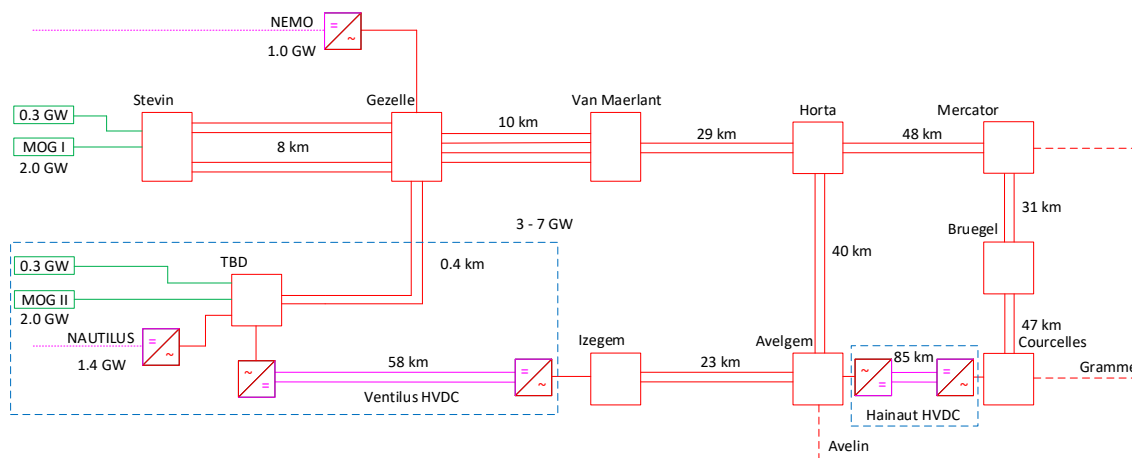 NEMO
1.0 GW
=
~
Stevin
Gezelle
Van Maerlant
Horta
Mercator
0.3 GW
MOG I
2.0 GW
8 km
10 km
29 km
48 km
31 km
3 - 7 GW
Bruegel
TBD
0.4 km
40 km
0.3 GW
MOG II
2.0 GW
NAUTILUS
1.4 GW
=
~
47 km
Courcelles
Izegem
Avelgem
58 km
23 km
85 km
Gramme
~
=
=
~
~
=
=
~
Ventilus HVDC
Hainaut HVDC
Avelin